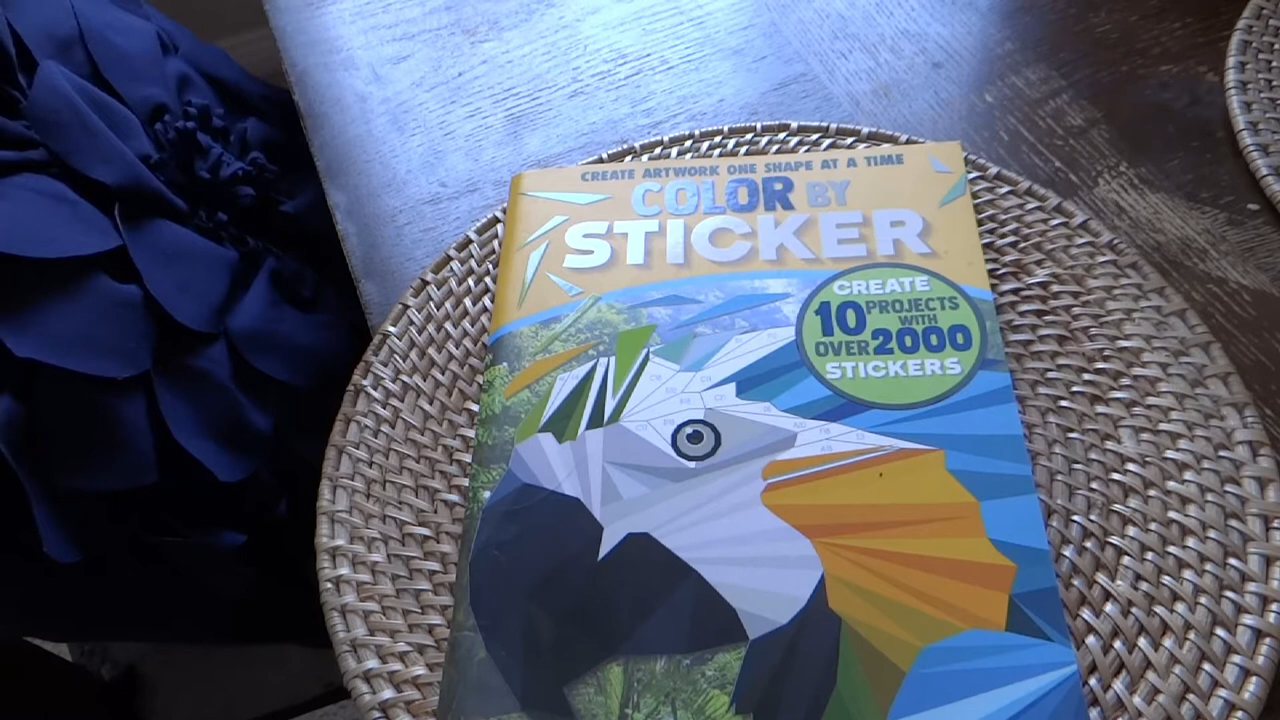 CREATE ARTWORK ONE SHAPE AT A TIME
COLOR BY
STICKER
CREATE
10 PROJECTS
WITH
OVER 2000
STICKERS